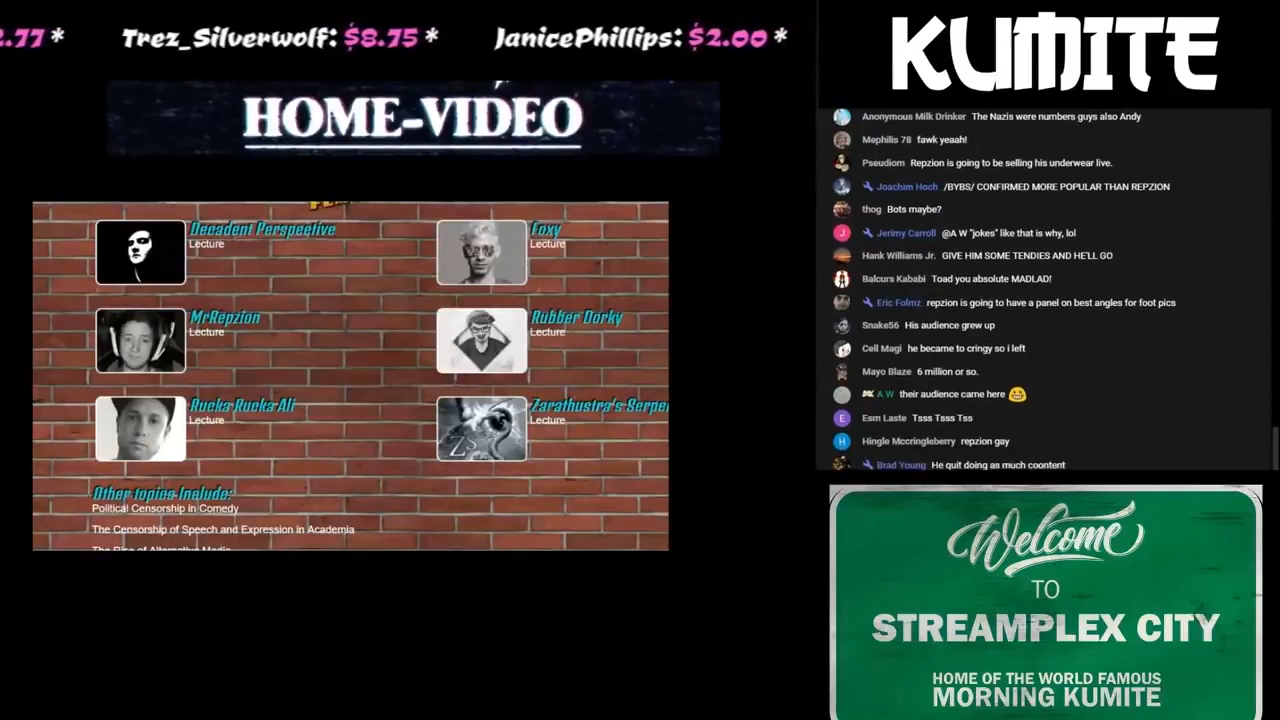 2.77 * Trez_Silverwolf: $8.75 * JanicePhillips: $2.00 *
HOME-VIDEO
Decadent Perspective
Lecture
Foxy
Lecture
MrRepzion
Lecture
Rubber Dorky
Lecture
Rucka Rucka Ali
Lecture
Zarathustra's Serpe
Lecture
Other topics Include:
Political Censorship in Comedy
The Censorship of Speech and Expression in Academia
The Rise of Alternative Media
KUMITE
Anonymous Milk Drinker The Nazis were numbers guys also Andy
Mephilis 78 fawk yeaah!
Pseudiom Repzion is going to be selling his underwear live.
Joachim Hoch /BYBS/ CONFIRMED MORE POPULAR THAN REPZION
thog Bots maybe?
J Jerimy Carroll @A W "jokes" like that is why, lol
Hank Williams Jr. GIVE HIM SOME TENDIES AND HE'LL GO
Balcurs Kababi Toad you absolute MADLAD!
Eric Folmz repzion is going to have a panel on best angles for foot pics
Snake56 His audience grew up
Cell Magi he became to cringy so i left
Mayo Blaze 6 million or so.
A W their audience came here
E Esm Laste Tsss Tsss Tss
H Hingle Mccringleberry repzion gay
Brad Young He quit doing as much coontent
Welcome
TO
STREAMPLEX CITY
HOME OF THE WORLD FAMOUS
MORNING KUMITE